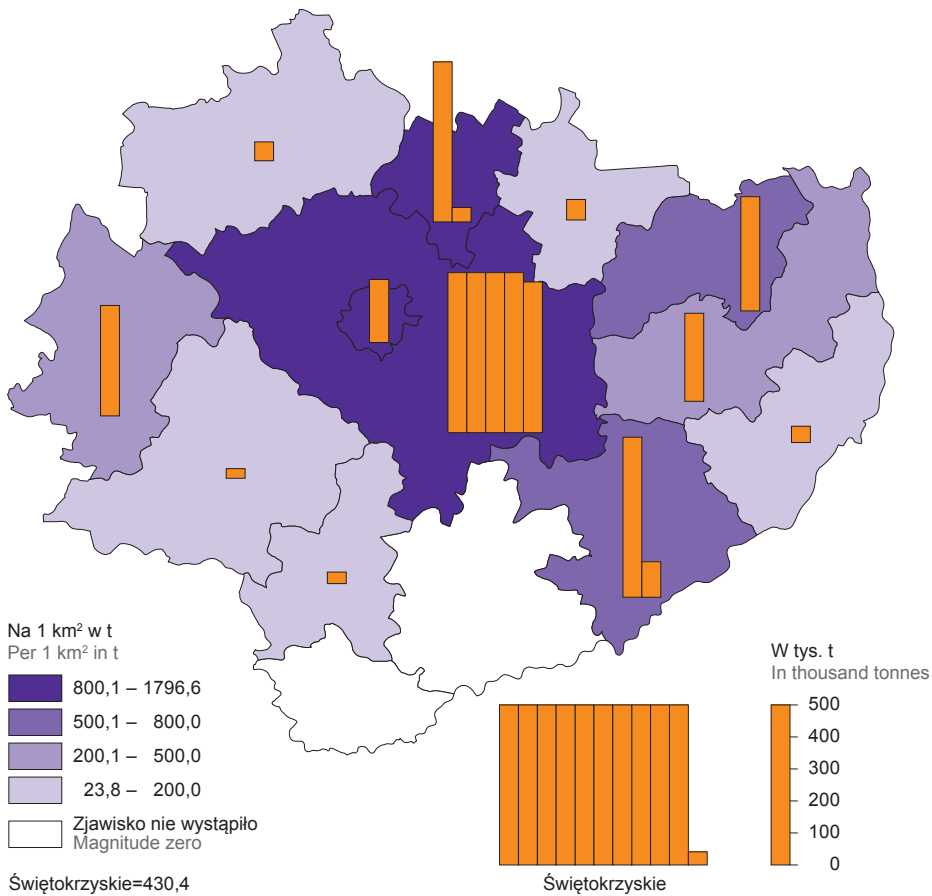 Na 1 km² w t
Per 1 km² in t
800,1 – 1796,6
500,1 – 800,0
200,1 – 500,0
23,8 – 200,0
Zjawisko nie wystąpiło
Magnitude zero
Świętokrzyskie=430,4
Świętokrzyskie
W tys. t
In thousand tonnes
500
400
300
200
100
0